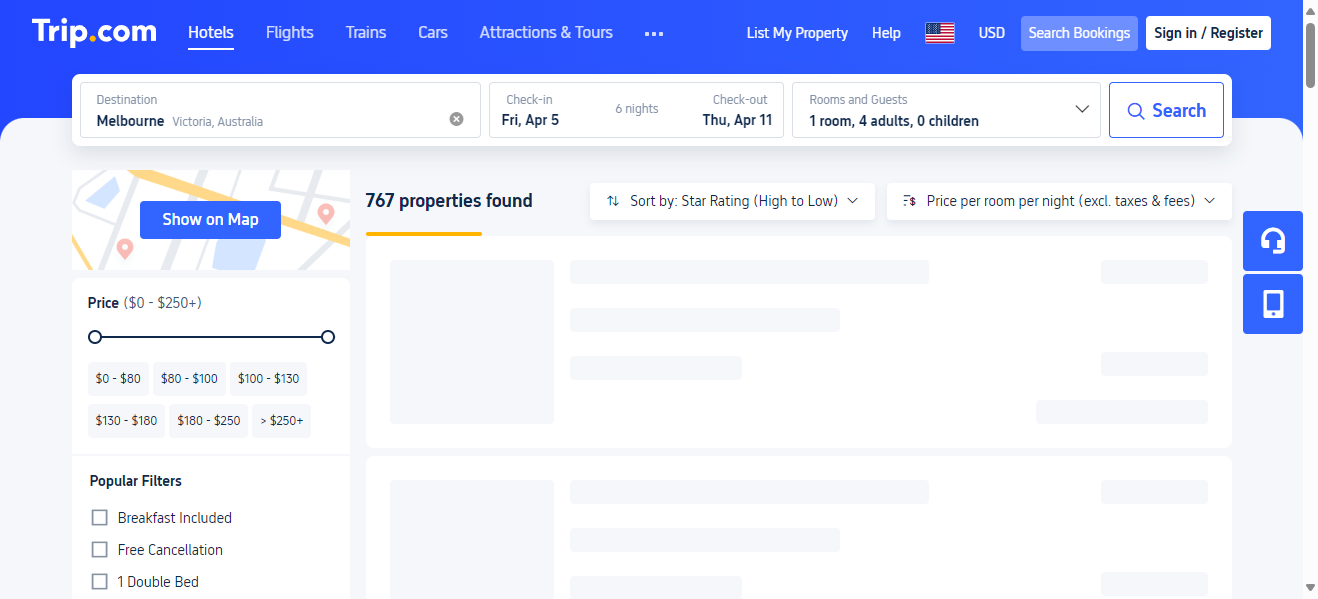 Trip.com
Hotels
Flights
Trains
Cars
Attractions & Tours
List My Property
Help
USD
Search Bookings
Sign in / Register
Destination
Melbourne Victoria, Australia
Check-in
Fri, Apr 5
6 nights
Check-out
Thu, Apr 11
Rooms and Guests
1 room, 4 adults, 0 children
Search
Show on Map
767 properties found
Sort by: Star Rating (High to Low)
Price per room per night (excl. taxes & fees)
Price ($0 - $250+)
$0 - $80
$80 - $100
$100 - $130
$130 - $180
$180 - $250
> $250+
Popular Filters
Breakfast Included
Free Cancellation
1 Double Bed